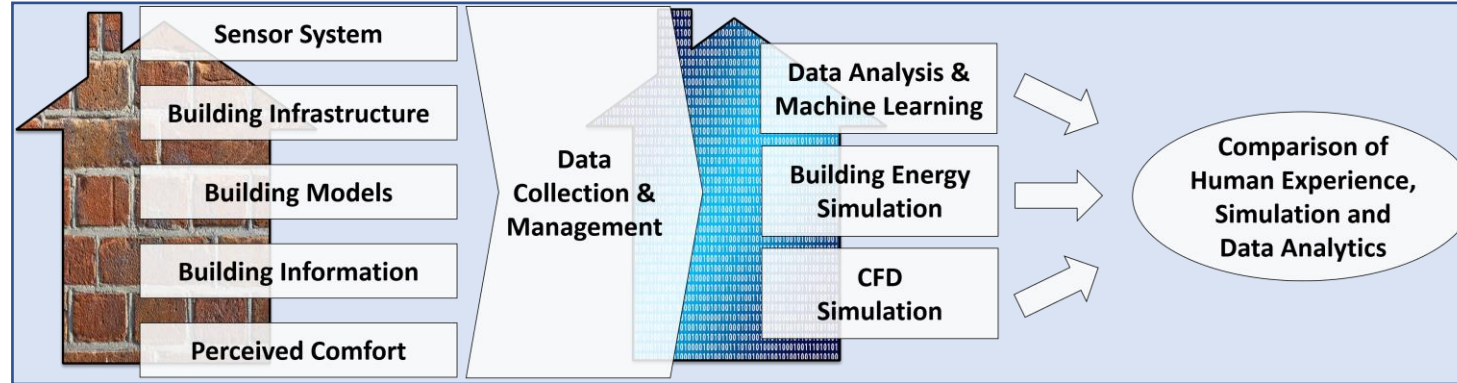 Sensor System
Building Infrastructure
Building Models
Building Information
Perceived Comfort
Data
Collection &
Management
Data Analysis &
Machine Learning
Building Energy
Simulation
CFD
Simulation
Comparison of
Human Experience,
Simulation and
Data Analytics